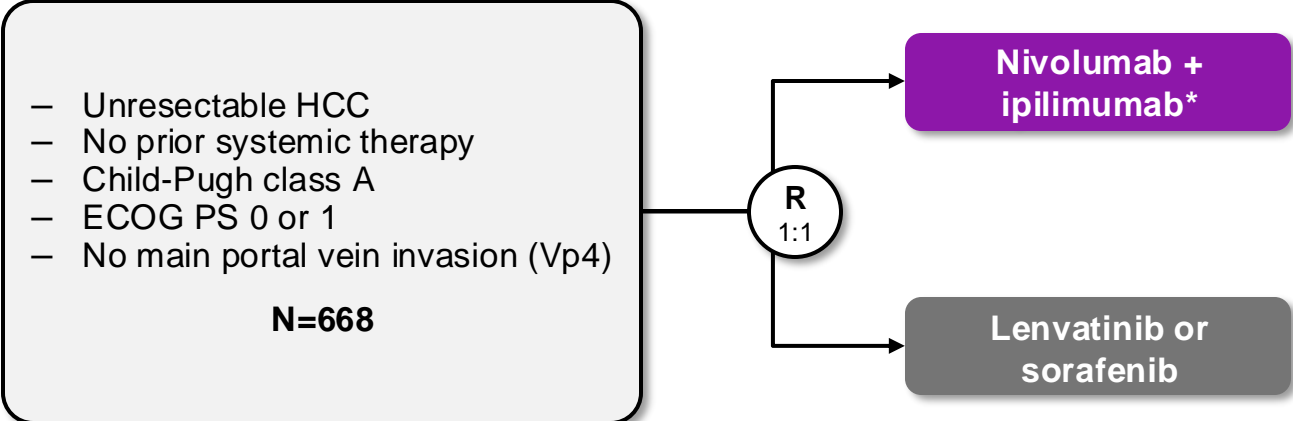 – Unresectable HCC
– No prior systemic therapy
– Child-Pugh class A
– ECOG PS 0 or 1
– No main portal vein invasion (Vp4)
N=668
R
1:1
Nivolumab +
ipilimumab*
Lenvatinib or
sorafenib